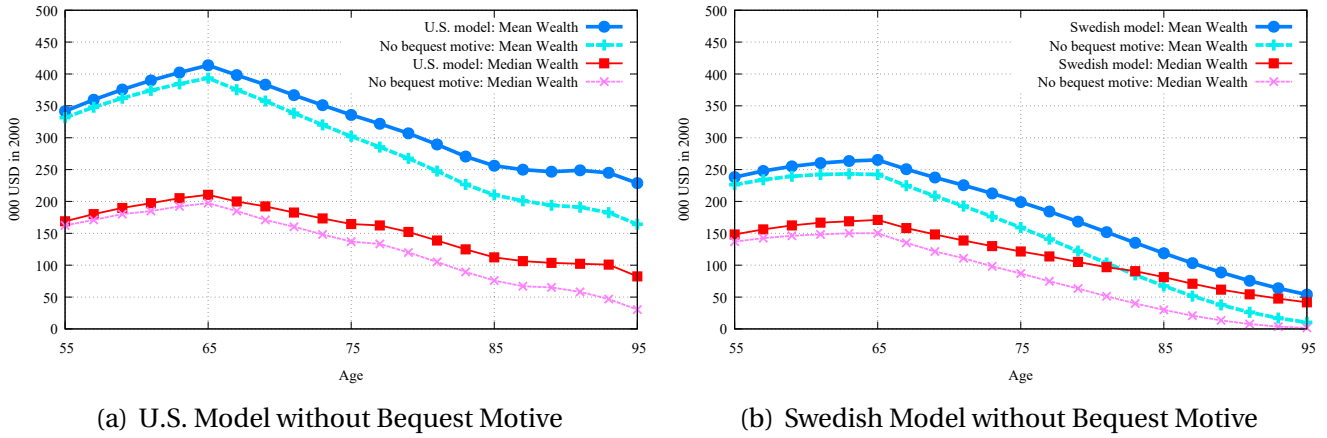 500
450
400
350
300
250
200
150
100
50
0
000 USD in 2000
55
65
75
85
95
Age
U.S. model: Mean Wealth
No bequest motive: Mean Wealth
U.S. model: Median Wealth
No bequest motive: Median Wealth
(a) U.S. Model without Bequest Motive
500
450
400
350
300
250
200
150
100
50
0
000 USD in 2000
55
65
75
85
95
Age
Swedish model: Mean Wealth
No bequest motive: Mean Wealth
Swedish model: Median Wealth
No bequest motive: Median Wealth
(b) Swedish Model without Bequest Motive